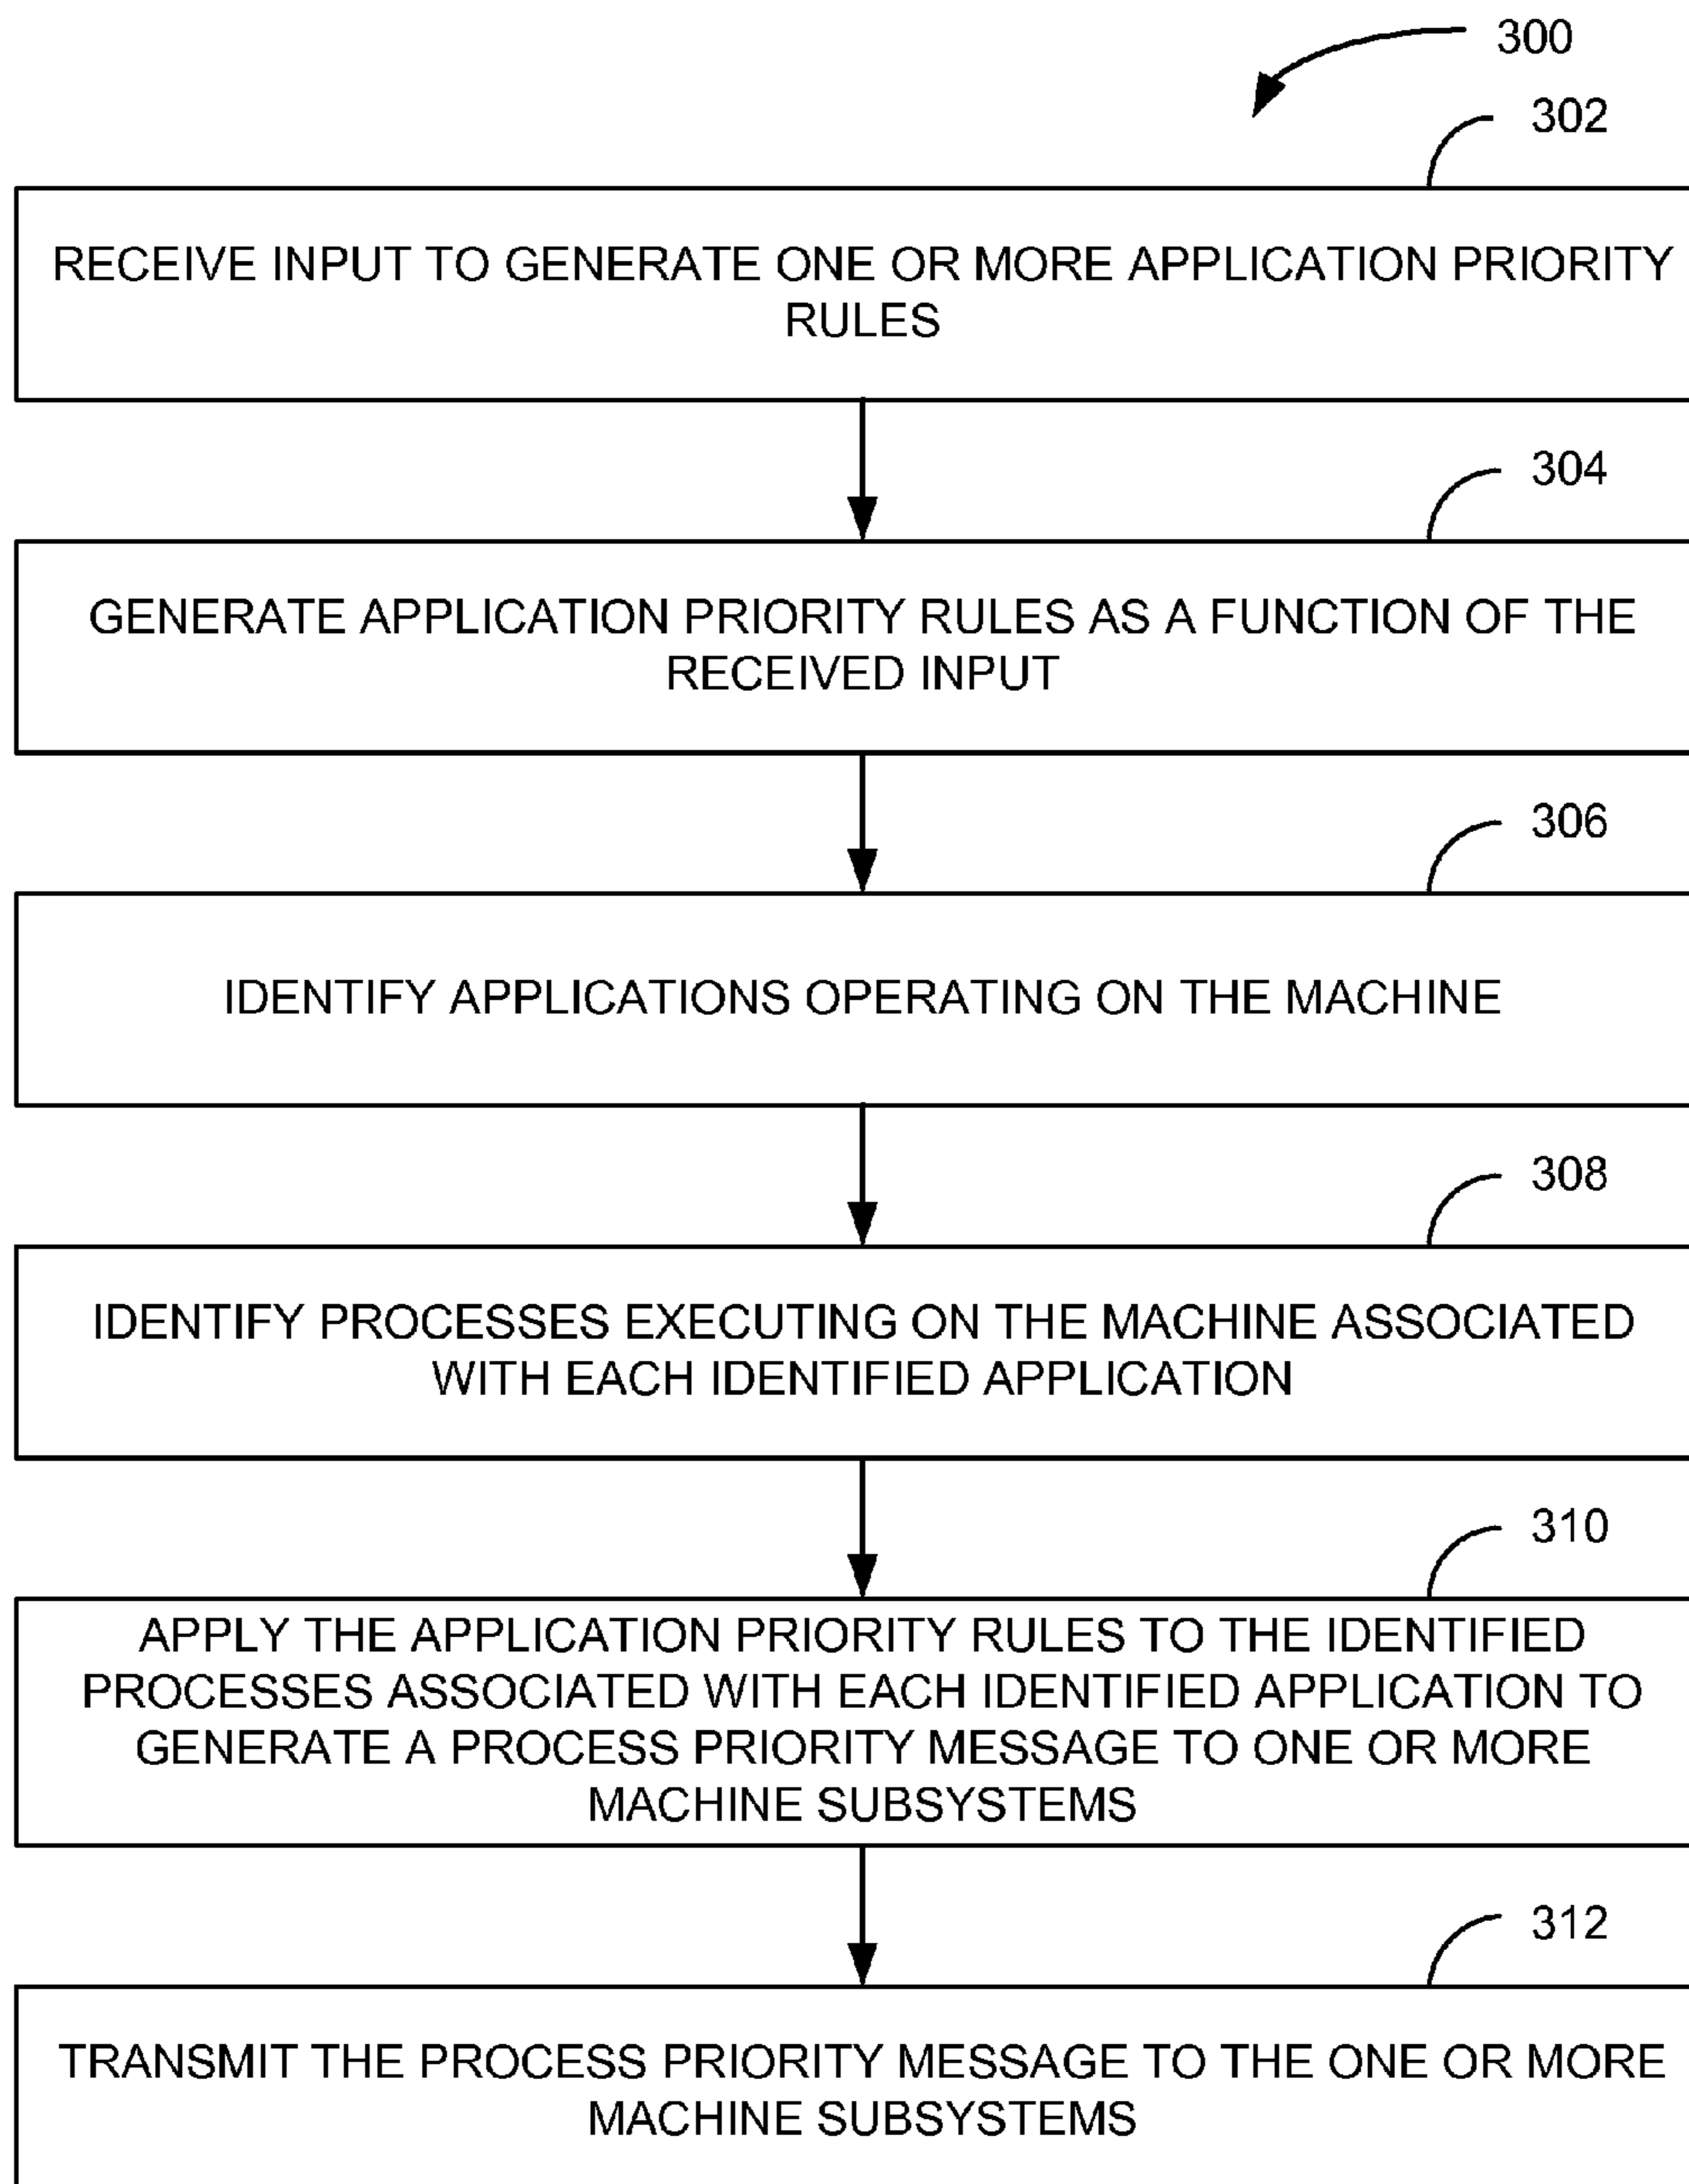 300
302
RECEIVE INPUT TO GENERATE ONE OR MORE APPLICATION PRIORITY
RULES
304
GENERATE APPLICATION PRIORITY RULES AS A FUNCTION OF THE
RECEIVED INPUT
306
IDENTIFY APPLICATIONS OPERATING ON THE MACHINE
308
IDENTIFY PROCESSES EXECUTING ON THE MACHINE ASSOCIATED
WITH EACH IDENTIFIED APPLICATION
310
APPLY THE APPLICATION PRIORITY RULES TO THE IDENTIFIED
PROCESSES ASSOCIATED WITH EACH IDENTIFIED APPLICATION TO
GENERATE A PROCESS PRIORITY MESSAGE TO ONE OR MORE
MACHINE SUBSYSTEMS
312
TRANSMIT THE PROCESS PRIORITY MESSAGE TO THE ONE OR MORE
MACHINE SUBSYSTEMS